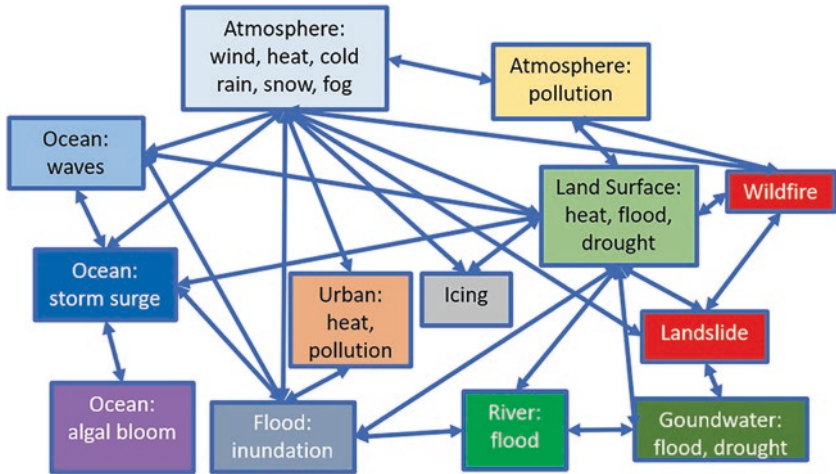 Atmosphere:
wind, heat, cold
rain, snow, fog
Atmosphere:
pollution
Ocean:
waves
Land Surface:
heat, flood,
drought
Wildfire
Ocean:
storm surge
Urban:
heat,
pollution
Icing
Landslide
Ocean:
algal bloom
Flood:
inundation
River:
flood
Goundwater:
flood, drought